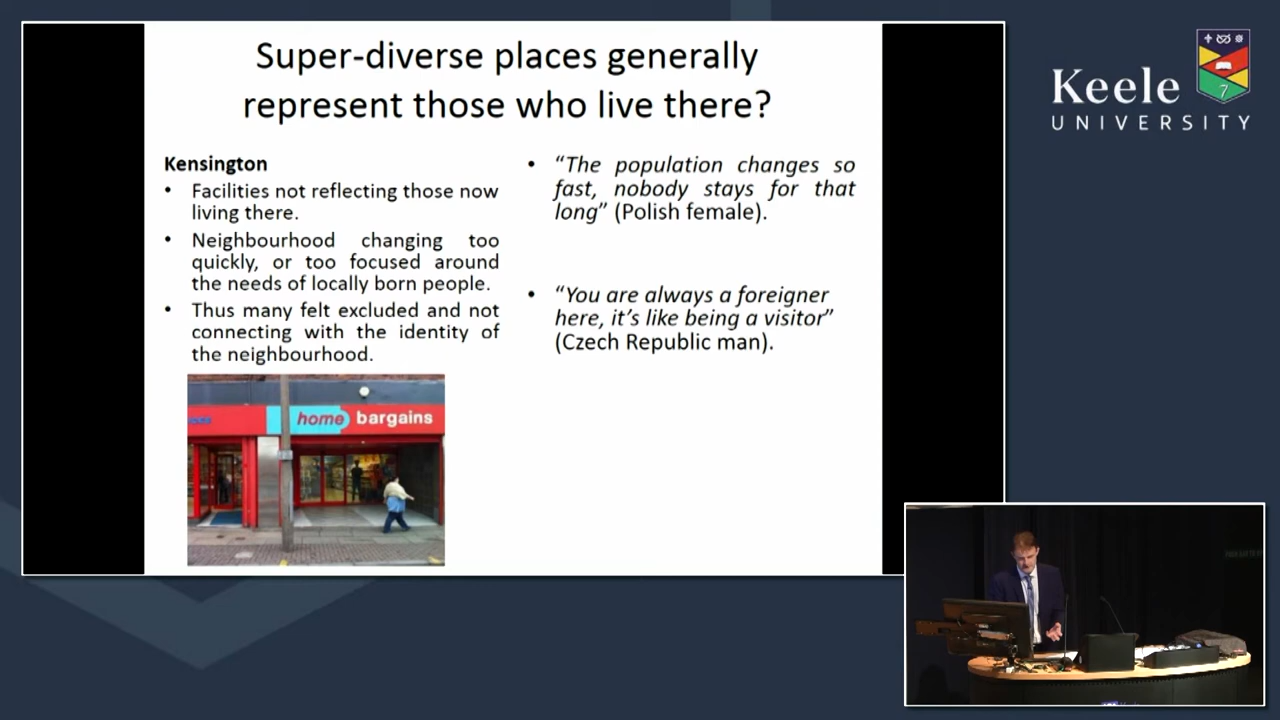 Super-diverse places generally
represent those who live there?
Kensington
• Facilities not reflecting those now
living there.
• Neighbourhood changing too
quickly, or too focused around
the needs of locally born people.
• Thus many felt excluded and not
connecting with the identity of
the neighbourhood.
• “The population changes so
fast, nobody stays for that
long” (Polish female).
• “You are always a foreigner
here, it’s like being a visitor”
(Czech Republic man).
home bargains
Keele
UNIVERSITY